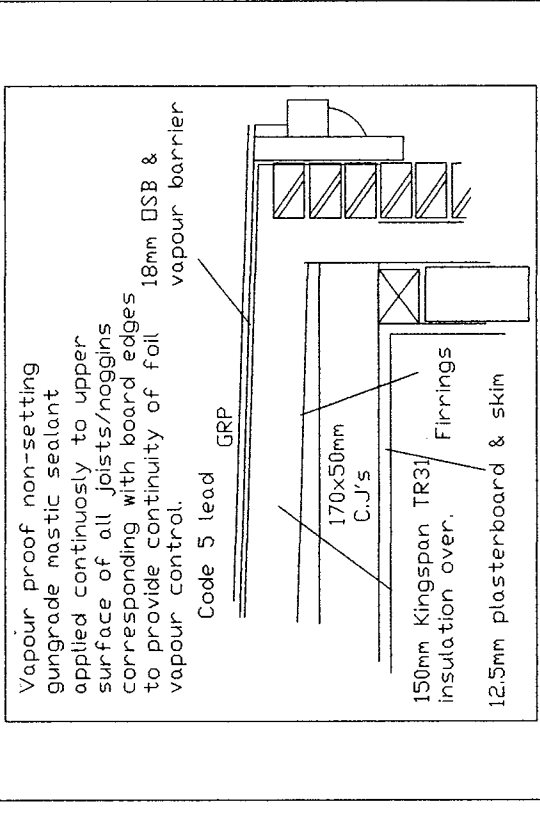 Vapour proof non-setting
gungrade mastic sealant
applied continuosly to upper
surface of all joists/noggins
corresponding with board edges
to provide continuity of foil
vapour control.
18mm OSB &
vapour barrier
Code 5 lead
GRP
170x50mm
C.J's
150mm Kingspan TR31
insulation over.
Firrings
12.5mm plasterboard & skim